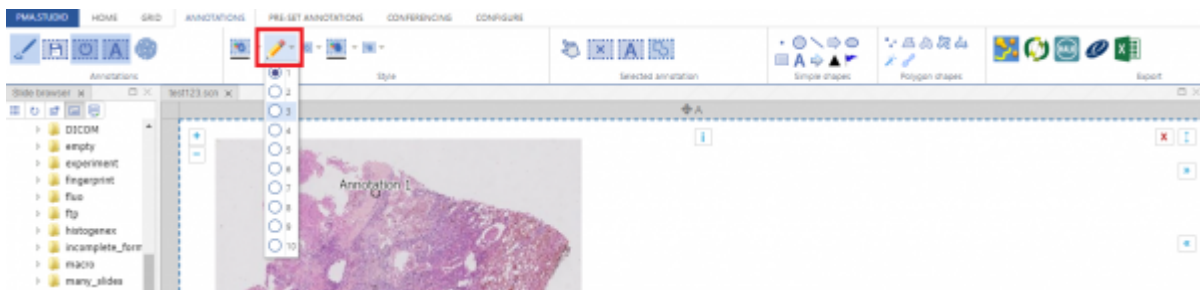 PMA.STUDIO HOME GRID ANNOTATIONS PRE-SET ANNOTATIONS CONFERENCING CONFIGURE
A A
Annotations Style Selected annotation Simple shapes Polygon shapes Export
Slide browser x test123.scn x
A
DICOM
empty
experiment
fingerprint
fluo
ftp
histogenex
incomplete_form
macro
many_slides
1
2
3
4
5
6
7
8
9
10
Annotation 1